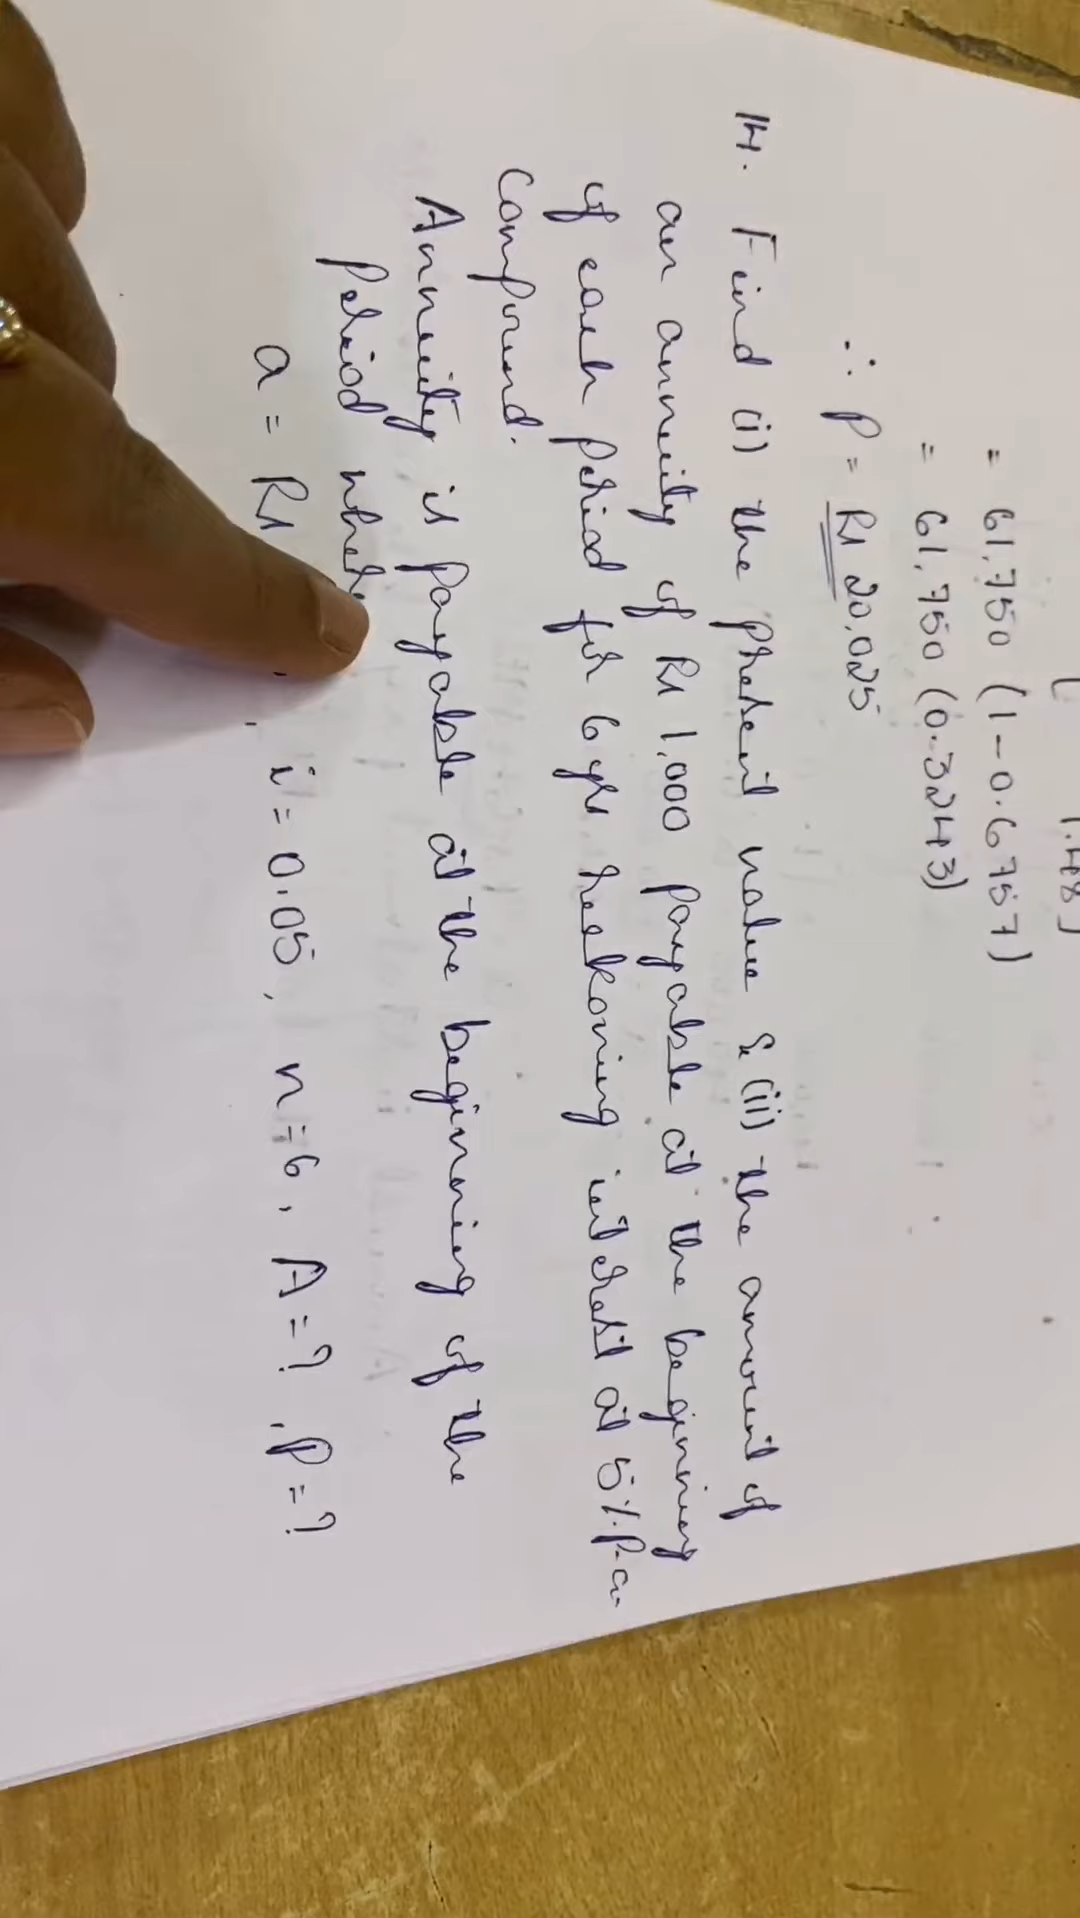 1.48
= 61,750 (1-0.6757)
= 61,750 (0.3243)
∴ P = Rs 20,025
14. Find (i) the present value & (ii) the amount of
an annuity of Rs 1,000 payable at the beginning
of each period for 6 yrs reckoning interest at 5%.P.a
Compound.
Annuity is payable at the beginning of the
period where
a = Rs i = 0.05, n = 6, A = ? , P = ?